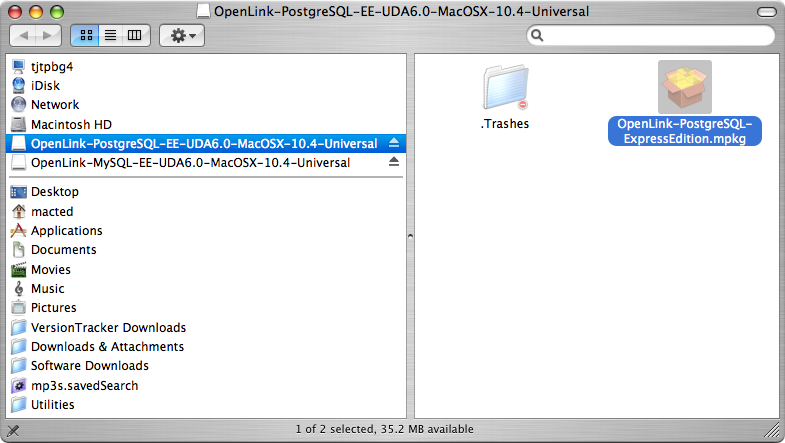 OpenLink-PostgreSQL-EE-UDA6.0-MacOSX-10.4-Universal
tjtpbg4
iDisk
Network
Macintosh HD
OpenLink-PostgreSQL-EE-UDA6.0-MacOSX-10.4-Universal
OpenLink-MySQL-EE-UDA6.0-MacOSX-10.4-Universal
Desktop
macted
Applications
Documents
Movies
Music
Pictures
VersionTracker Downloads
Downloads & Attachments
Software Downloads
mp3s.savedSearch
Utilities
.Trashes
OpenLink-PostgreSQL-
ExpressEdition.mpkg
1 of 2 selected, 35.2 MB available